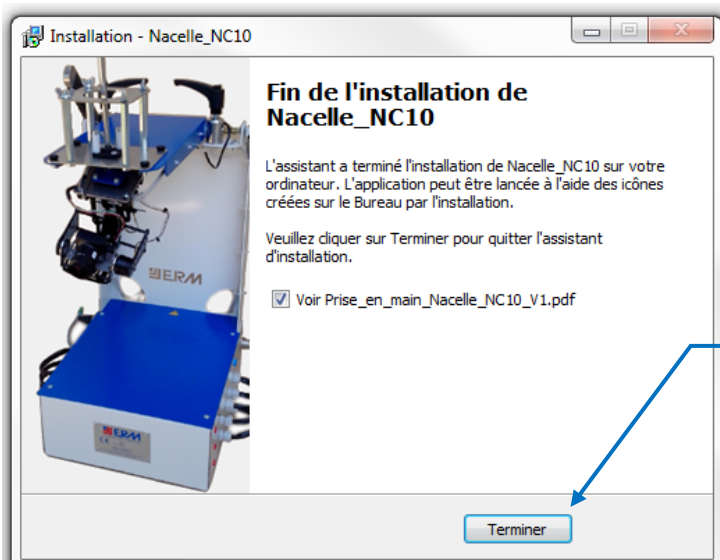 Installation - Nacelle_NC10
Fin de l'installation de
Nacelle_NC10
L'assistant a terminé l'installation de Nacelle_NC10 sur votre
ordinateur. L'application peut être lancée à l'aide des icônes
créées sur le Bureau par l'installation.
Veuillez cliquer sur Terminer pour quitter l'assistant
d'installation.
Voir Prise_en_main_Nacelle_NC10_V1.pdf
ERM
ERM
Terminer